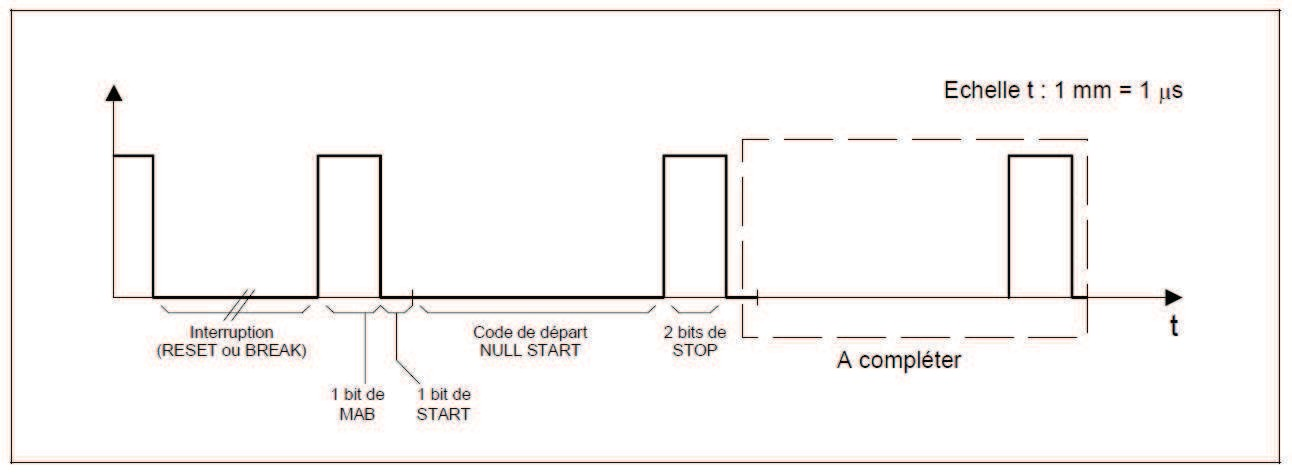 Echelle t : 1 mm = 1 µs
Interruption
(RESET ou BREAK)
Code de départ
NULL START
2 bits de
STOP
t
A compléter
1 bit de
MAB
1 bit de
START